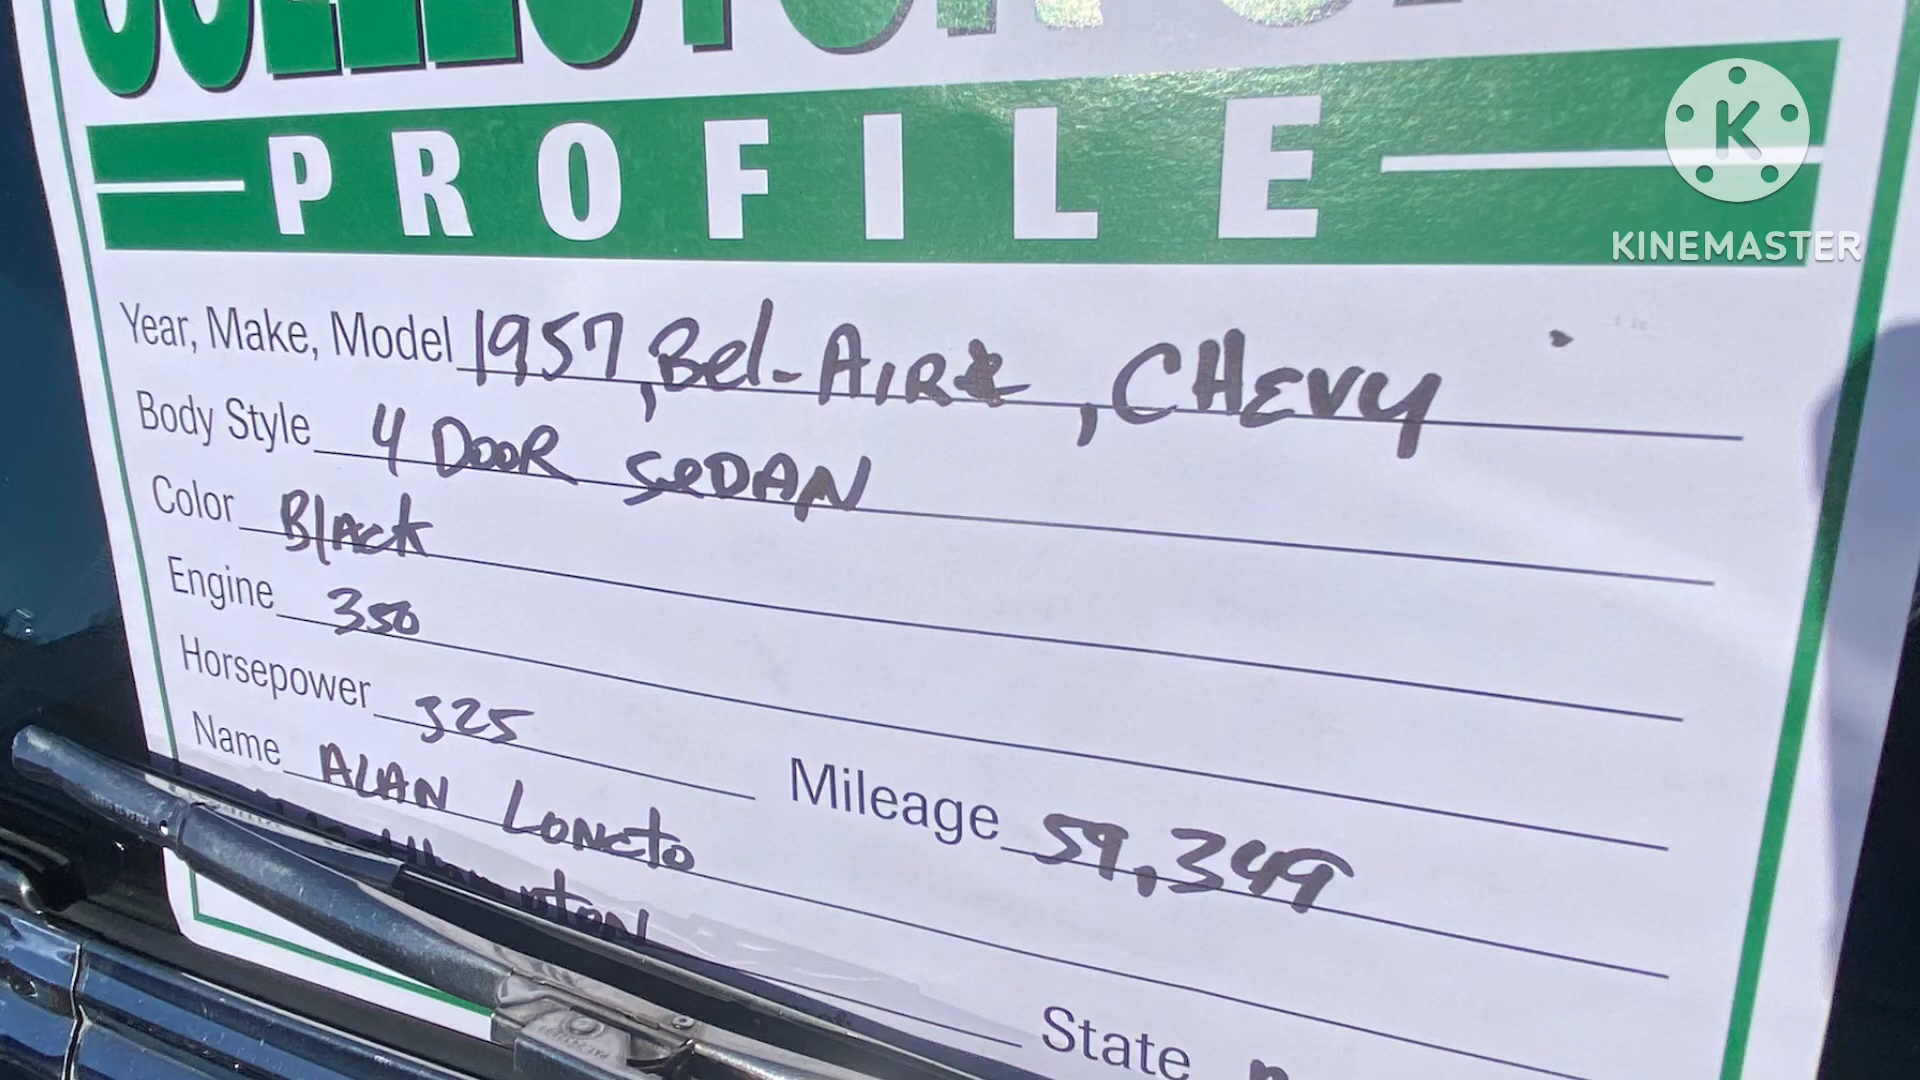 PROFILE
KINEMASTER
Year, Make, Model 1957, Bel-AIR, CHEVY
Body Style 4 DOOR SeDAN
Color Black
Engine 350
Horsepower 325
Mileage 59,349
Name ALAN LONCTO
State